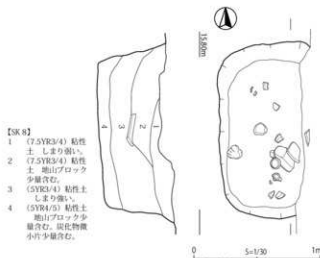 1580m
【SK 8】
1 (7.5YR3/4) 粘性
土 しまり弱い。
2 (7.5YR3/4) 粘性
土 地山ブロック
少量含む。
3 (5YR3/4) 粘性土
しまり強い。
4 (5YR4/5) 粘性土
地山ブロック少
量含む。炭化物微
小片少量含む。
4 3 2 1
0 S=1/30 1m